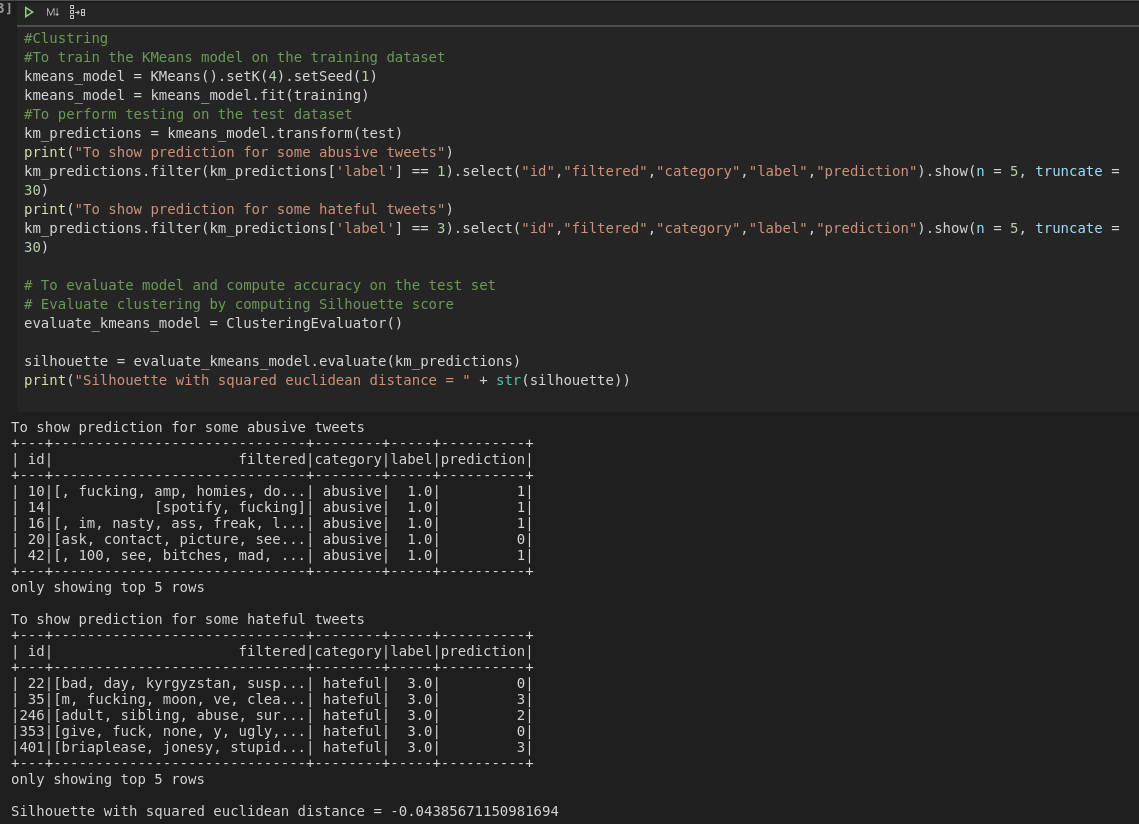 3]
M↓
#Clustring
#To train the KMeans model on the training dataset
kmeans_model = KMeans().setK(4).setSeed(1)
kmeans_model = kmeans_model.fit(training)
#To perform testing on the test dataset
km_predictions = kmeans_model.transform(test)
print("To show prediction for some abusive tweets")
km_predictions.filter(km_predictions['label'] == 1).select("id","filtered","category","label","prediction").show(n = 5, truncate =
30)
print("To show prediction for some hateful tweets")
km_predictions.filter(km_predictions['label'] == 3).select("id","filtered","category","label","prediction").show(n = 5, truncate =
30)
# To evaluate model and compute accuracy on the test set
# Evaluate clustering by computing Silhouette score
evaluate_kmeans_model = ClusteringEvaluator()
silhouette = evaluate_kmeans_model.evaluate(km_predictions)
print("Silhouette with squared euclidean distance = " + str(silhouette))
To show prediction for some abusive tweets
+---+------------------------------+--------+-----+----------+
| id|                      filtered|category|label|prediction|
+---+------------------------------+--------+-----+----------+
| 10|[, fucking, amp, homies, do...| abusive|  1.0|         1|
| 14|            [spotify, fucking]| abusive|  1.0|         1|
| 16|[, im, nasty, ass, freak, l...| abusive|  1.0|         1|
| 20|[ask, contact, picture, see...| abusive|  1.0|         0|
| 42|[, 100, see, bitches, mad, ...| abusive|  1.0|         1|
+---+------------------------------+--------+-----+----------+
only showing top 5 rows
To show prediction for some hateful tweets
+---+------------------------------+--------+-----+----------+
| id|                      filtered|category|label|prediction|
+---+------------------------------+--------+-----+----------+
| 22|[bad, day, kyrgyzstan, susp...| hateful|  3.0|         0|
| 35|[m, fucking, moon, ve, clea...| hateful|  3.0|         3|
|246|[adult, sibling, abuse, sur...| hateful|  3.0|         2|
|353|[give, fuck, none, y, ugly,...| hateful|  3.0|         0|
|401|[briaplease, jonesy, stupid...| hateful|  3.0|         3|
+---+------------------------------+--------+-----+----------+
only showing top 5 rows
Silhouette with squared euclidean distance = -0.04385671150981694